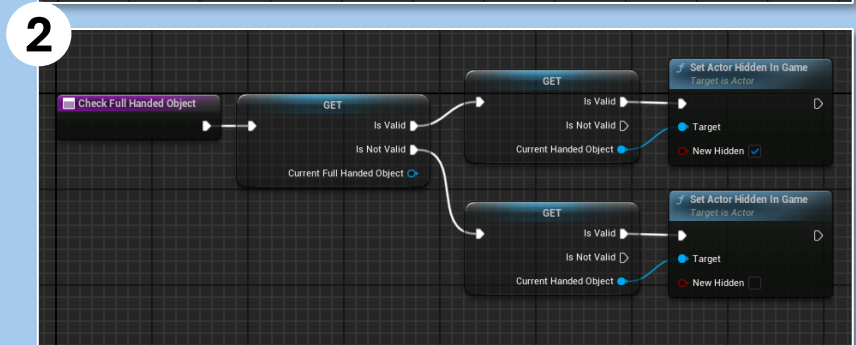 2
Check Full Handed Object
GET
Is Valid
Is Not Valid
Current Full Handed Object
GET
Is Valid
Is Not Valid
Current Handed Object
Set Actor Hidden In Game
Target is Actor
Target
New Hidden
GET
Is Valid
Is Not Valid
Current Handed Object
Set Actor Hidden In Game
Target is Actor
Target
New Hidden